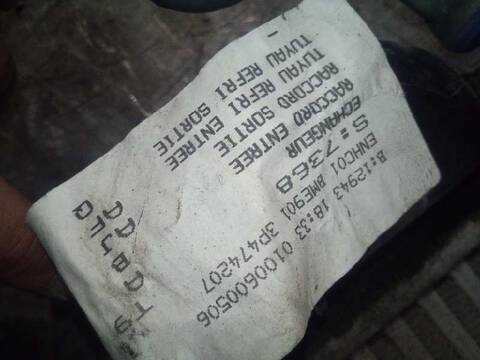 B:12943 18:33 0100600506
ENHC01 BME901 3P474207
S:7368
ECHANGEUR
RACCORD ENTREE
RACCORD SORTIE
TUYAU REFRI ENTREE
TUYAU REFRI SORTIE